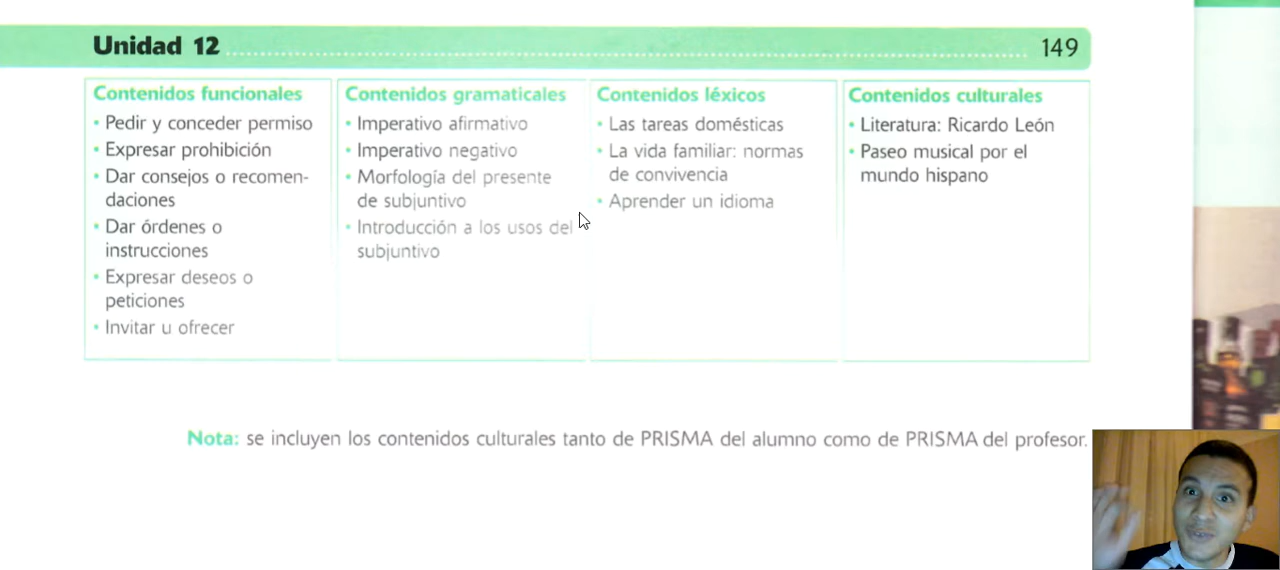 Unidad 12 149
Contenidos funcionales
• Pedir y conceder permiso
• Expresar prohibición
• Dar consejos o recomen-
daciones
• Dar órdenes o
instrucciones
• Expresar deseos o
peticiones
• Invitar u ofrecer
Contenidos gramaticales
• Imperativo afirmativo
• Imperativo negativo
• Morfología del presente
de subjuntivo
• Introducción a los usos del
subjuntivo
Contenidos léxicos
• Las tareas domésticas
• La vida familiar: normas
de convivencia
• Aprender un idioma
Contenidos culturales
• Literatura: Ricardo León
• Paseo musical por el
mundo hispano
Nota: se incluyen los contenidos culturales tanto de PRISMA del alumno como de PRISMA del profesor.